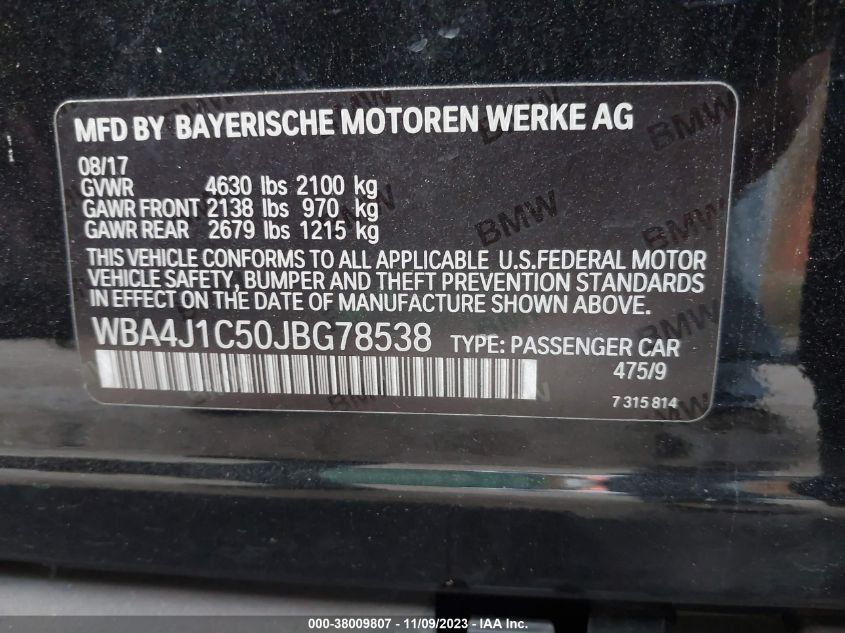 MFD BY BAYERISCHE MOTOREN WERKE AG
08/17
GVWR 4630 lbs 2100 kg
GAWR FRONT 2138 lbs 970 kg
GAWR REAR 2679 lbs 1215 kg
THIS VEHICLE CONFORMS TO ALL APPLICABLE U.S.FEDERAL MOTOR
VEHICLE SAFETY, BUMPER AND THEFT PREVENTION STANDARDS
IN EFFECT ON THE DATE OF MANUFACTURE SHOWN ABOVE.
WBA4J1C50JBG78538 TYPE: PASSENGER CAR
475/9
7 315 814
BMW
BMW
BMW
000-38009807 - 11/09/2023 - IAA Inc.